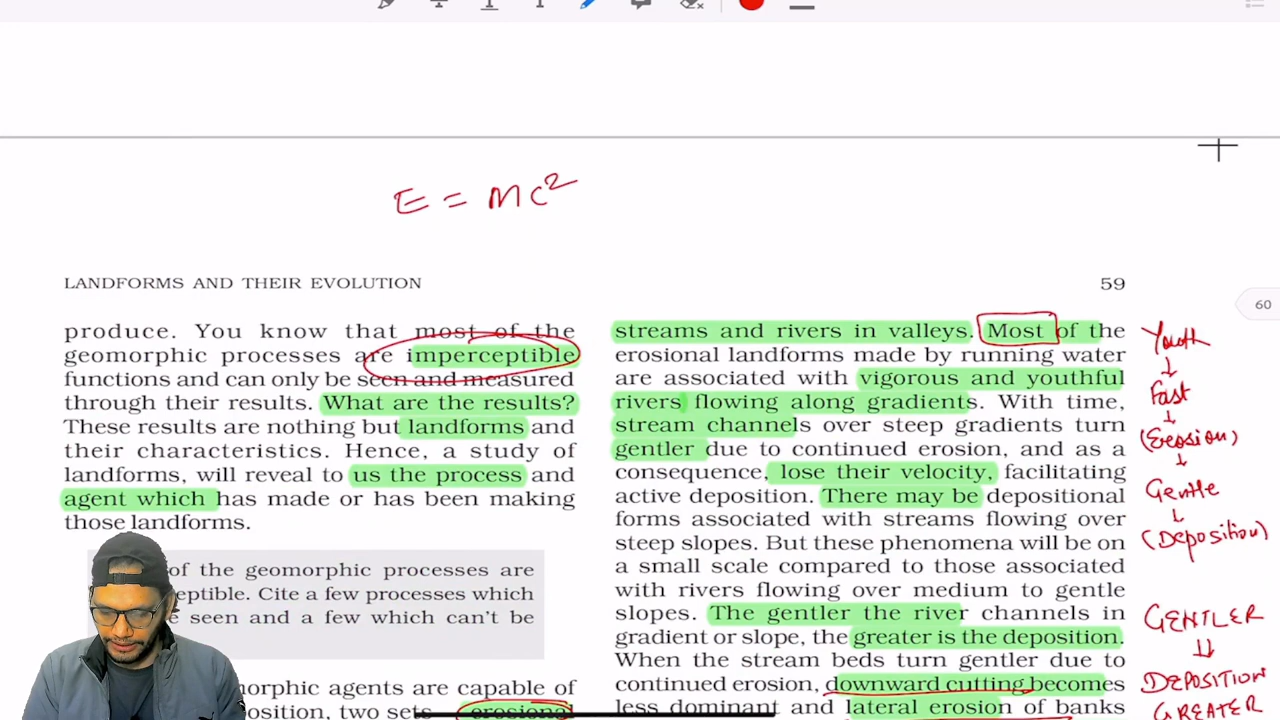 E = Mc²
LANDFORMS AND THEIR EVOLUTION
59
60
produce. You know that most of the
geomorphic processes are imperceptible
functions and can only be seen and measured
through their results. What are the results?
These results are nothing but landforms and
their characteristics. Hence, a study of
landforms, will reveal to us the process and
agent which has made or has been making
those landforms.
of the geomorphic processes are
eptible. Cite a few processes which
e seen and a few which can't be
orphic agents are capable of
osition, two sets erosiona
streams and rivers in valleys. Most of the
erosional landforms made by running water
are associated with vigorous and youthful
rivers flowing along gradients. With time,
stream channels over steep gradients turn
gentler due to continued erosion, and as a
consequence, lose their velocity, facilitating
active deposition. There may be depositional
forms associated with streams flowing over
steep slopes. But these phenomena will be on
a small scale compared to those associated
with rivers flowing over medium to gentle
slopes. The gentler the river channels in
gradient or slope, the greater is the deposition.
When the stream beds turn gentler due to
continued erosion, downward cutting becomes
less dominant and lateral erosion of banks
Youth
↓
Fast
↓
(Erosion)
↓
Gentle
↓
(Deposition)
GENTLER
⇓
DEPOSITION
GREATER